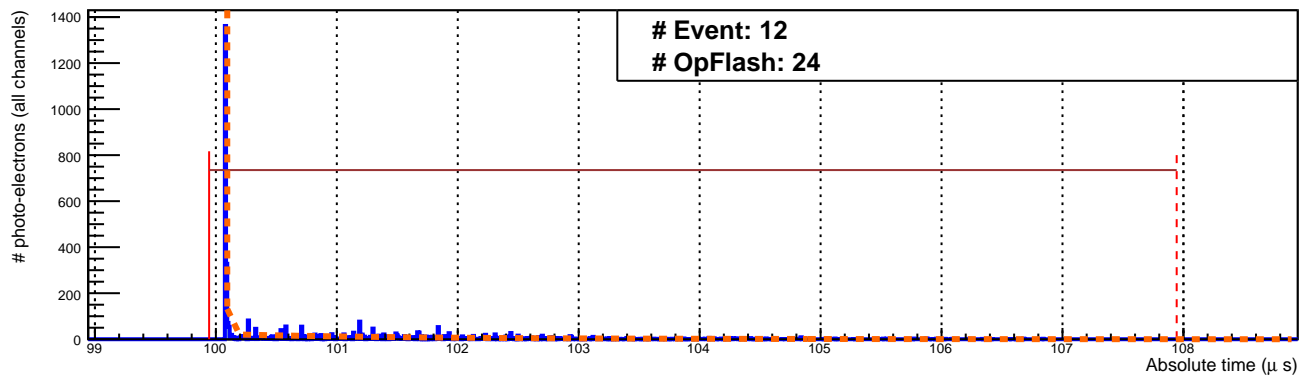 # Event: 12
# OpFlash: 24
# photo-electrons (all channels)
1400
1200
1000
800
600
400
200
0
99 100 101 102 103 104 105 106 107 108
Absolute time (μ s)